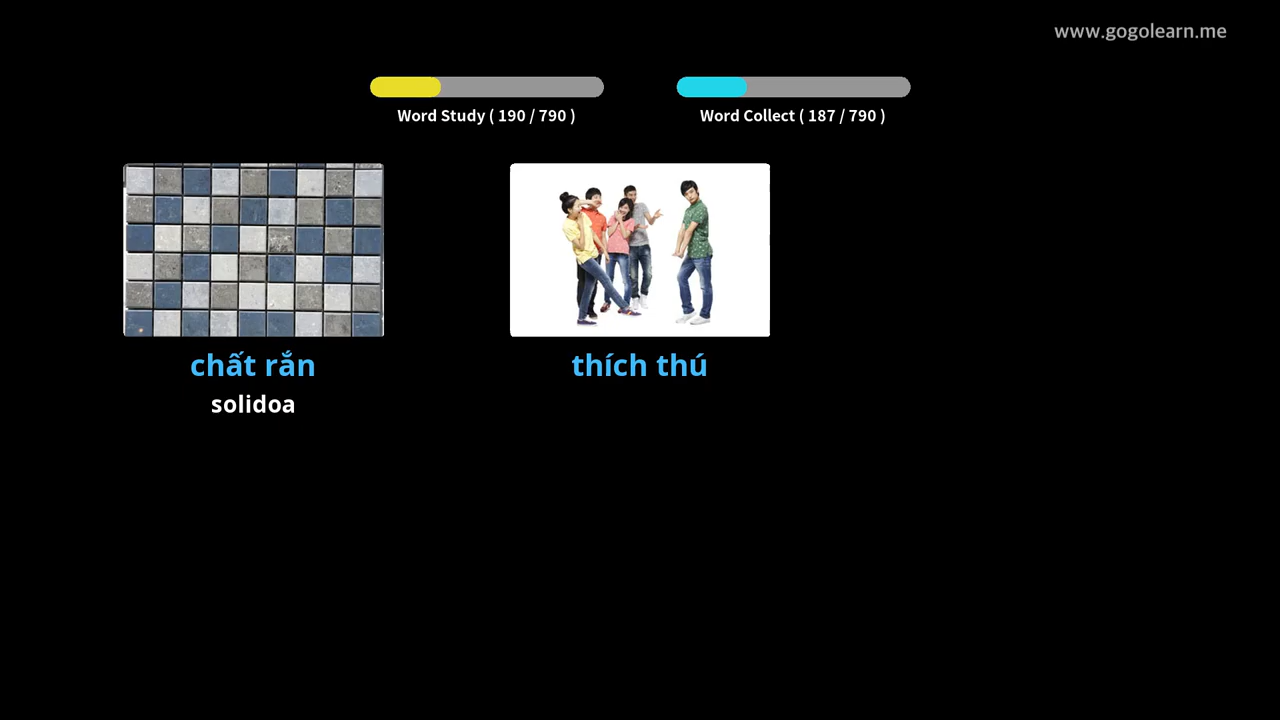 www.gogolearn.me
Word Study ( 190 / 790 )
Word Collect ( 187 / 790 )
chất rắn
solidoa
thích thú